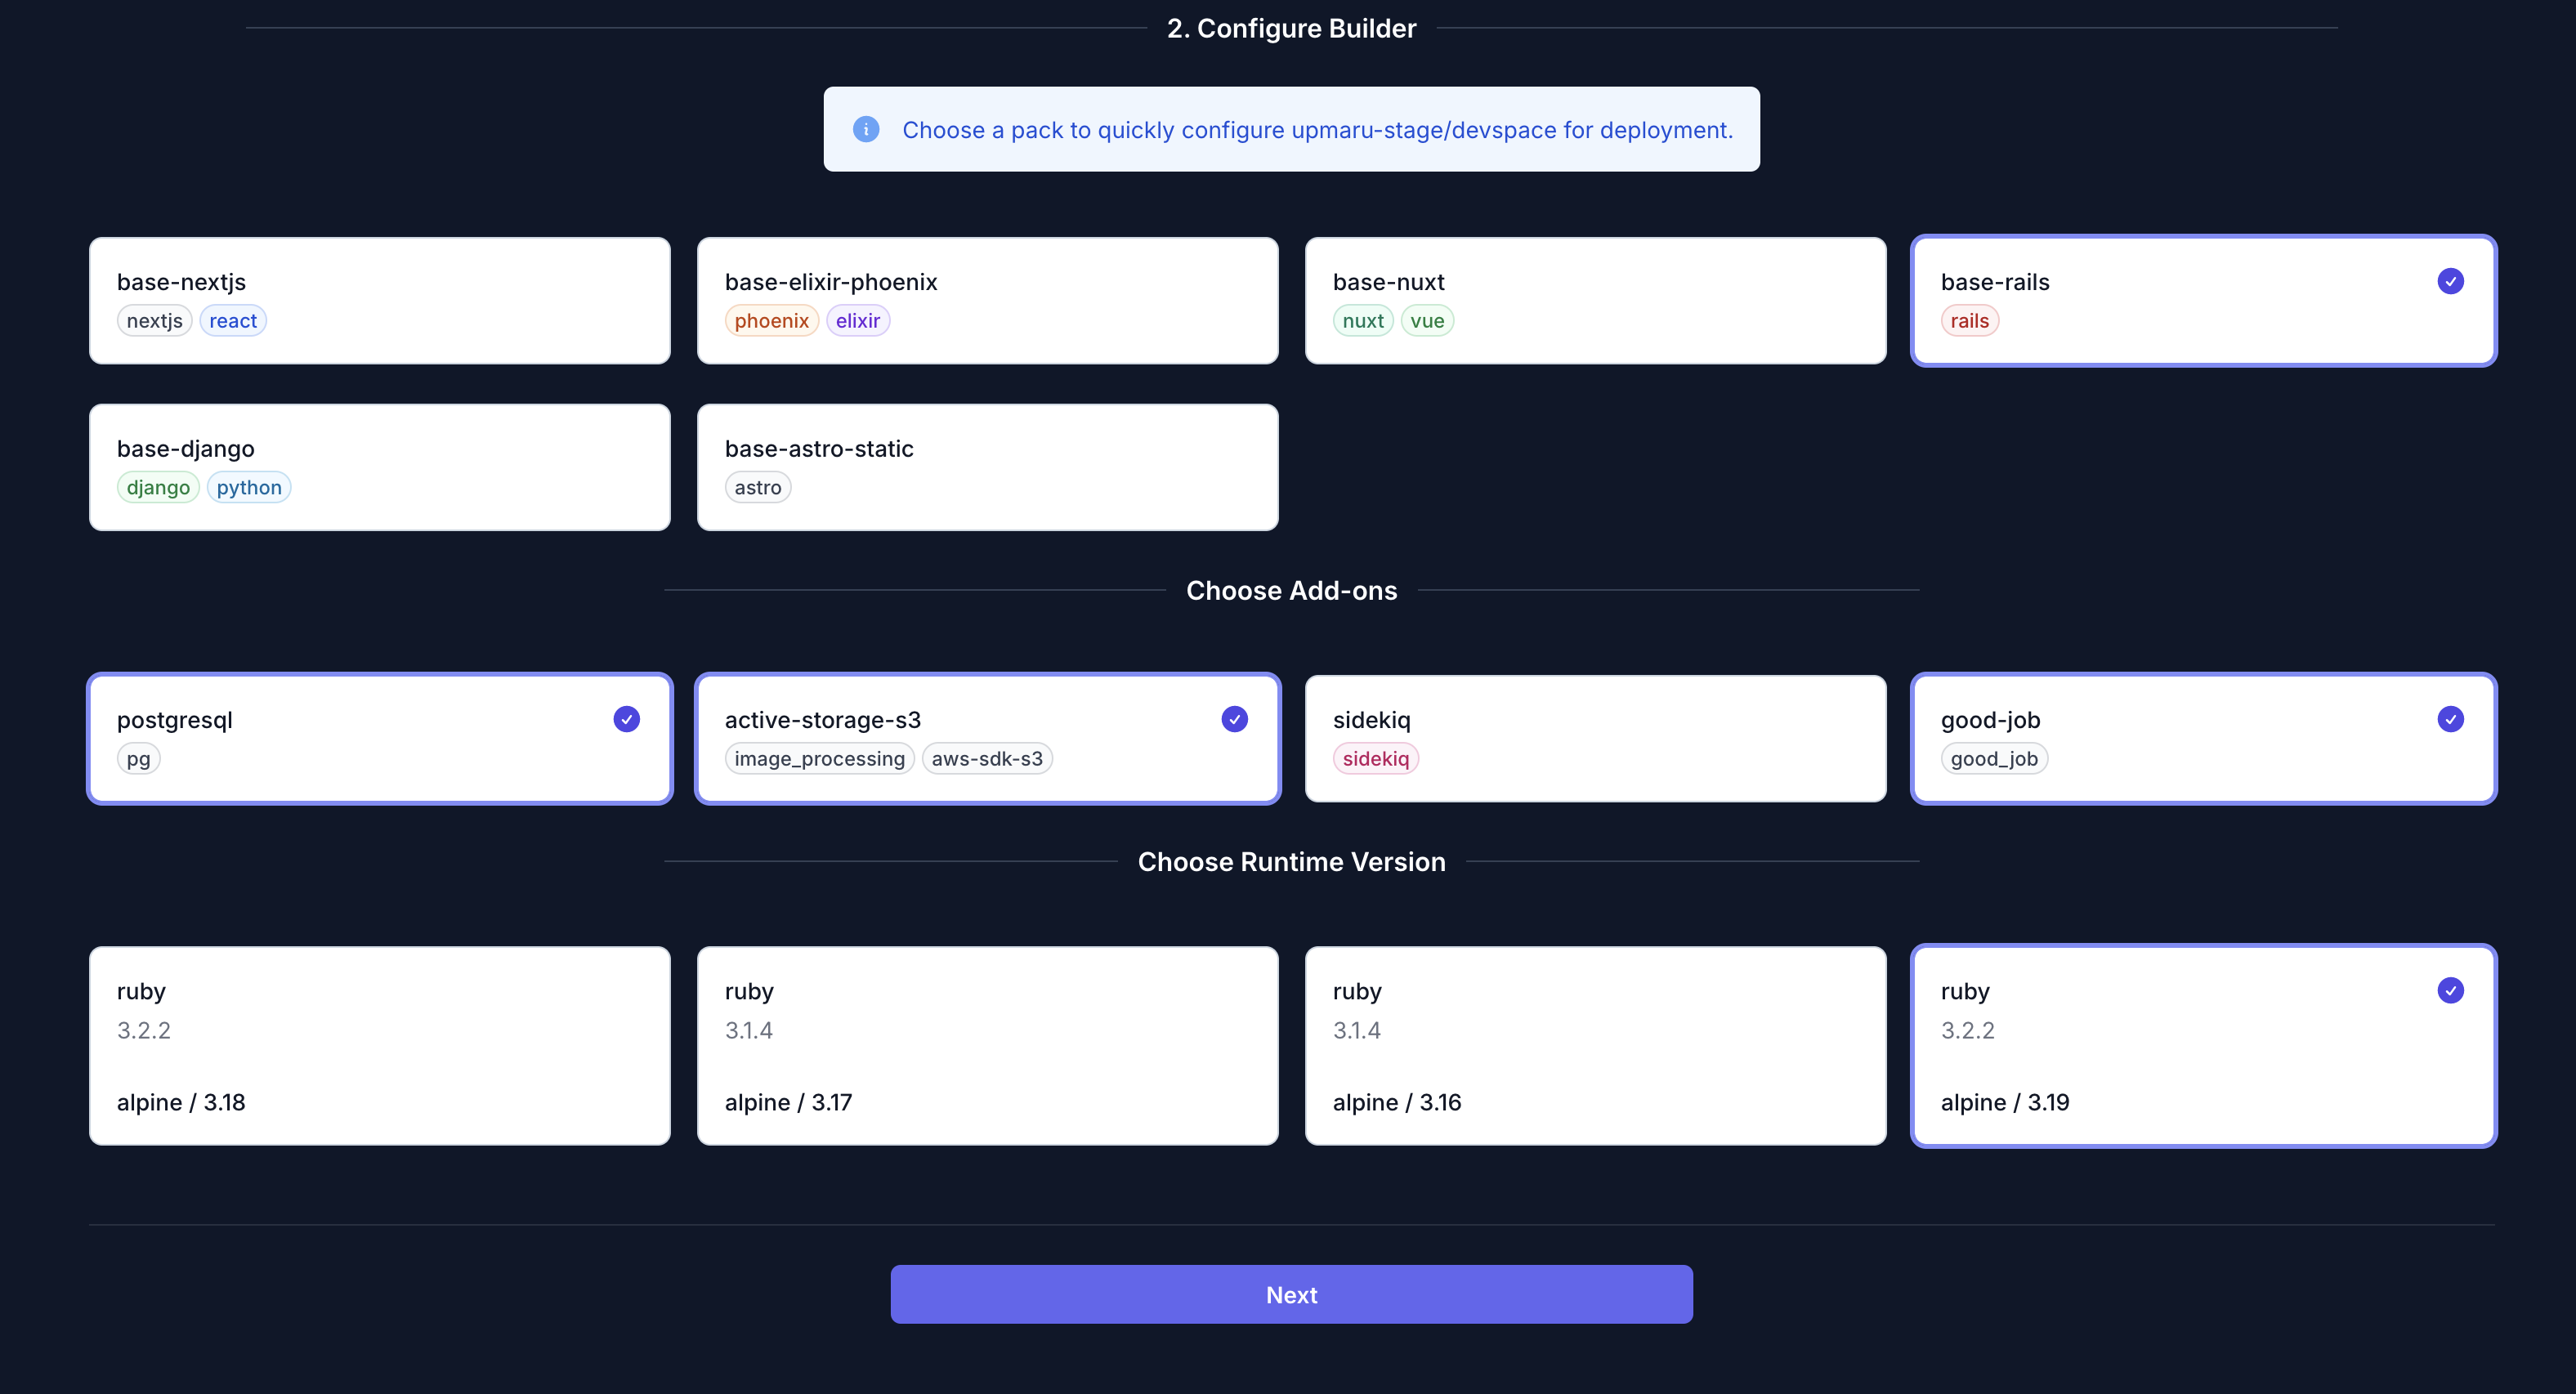 2. Configure Builder
Choose a pack to quickly configure upmaru-stage/devspace for deployment.
base-nextjs
nextjs react
base-elixir-phoenix
phoenix elixir
base-nuxt
nuxt vue
base-rails
rails
base-django
django python
base-astro-static
astro
Choose Add-ons
postgresql
pg
active-storage-s3
image_processing aws-sdk-s3
sidekiq
sidekiq
good-job
good_job
Choose Runtime Version
ruby
3.2.2
alpine / 3.18
ruby
3.1.4
alpine / 3.17
ruby
3.1.4
alpine / 3.16
ruby
3.2.2
alpine / 3.19
Next